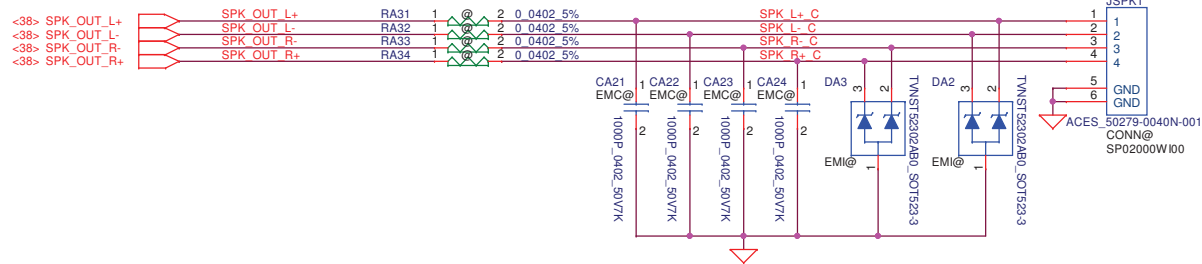 JSPK1
<38> SPK_OUT_L+ SPK_OUT_L+ RA31 1 @ 2 0_0402_5% SPK_L+_C 1 1
<38> SPK_OUT_L- SPK_OUT_L- RA32 1 2 0_0402_5% SPK_L-_C 2 2
<38> SPK_OUT_R- SPK_OUT_R- RA33 1 @ 2 0_0402_5% SPK_R-_C 3 3
<38> SPK_OUT_R+ SPK_OUT_R+ RA34 1 2 0_0402_5% SPK_R+_C 4 4
5 GND
6 GND
ACES_50279-0040N-001
CONN@
SP02000WI00
CA21 1
EMC@
2
1000P_0402_50V7K
CA22 1
EMC@
2
1000P_0402_50V7K
CA23 1
EMC@
2
1000P_0402_50V7K
CA24 1
EMC@
2
1000P_0402_50V7K
DA3
3 2
EMI@ 1
TVNST52302AB0_SOT523-3
DA2
3 2
EMI@ 1
TVNST52302AB0_SOT523-3